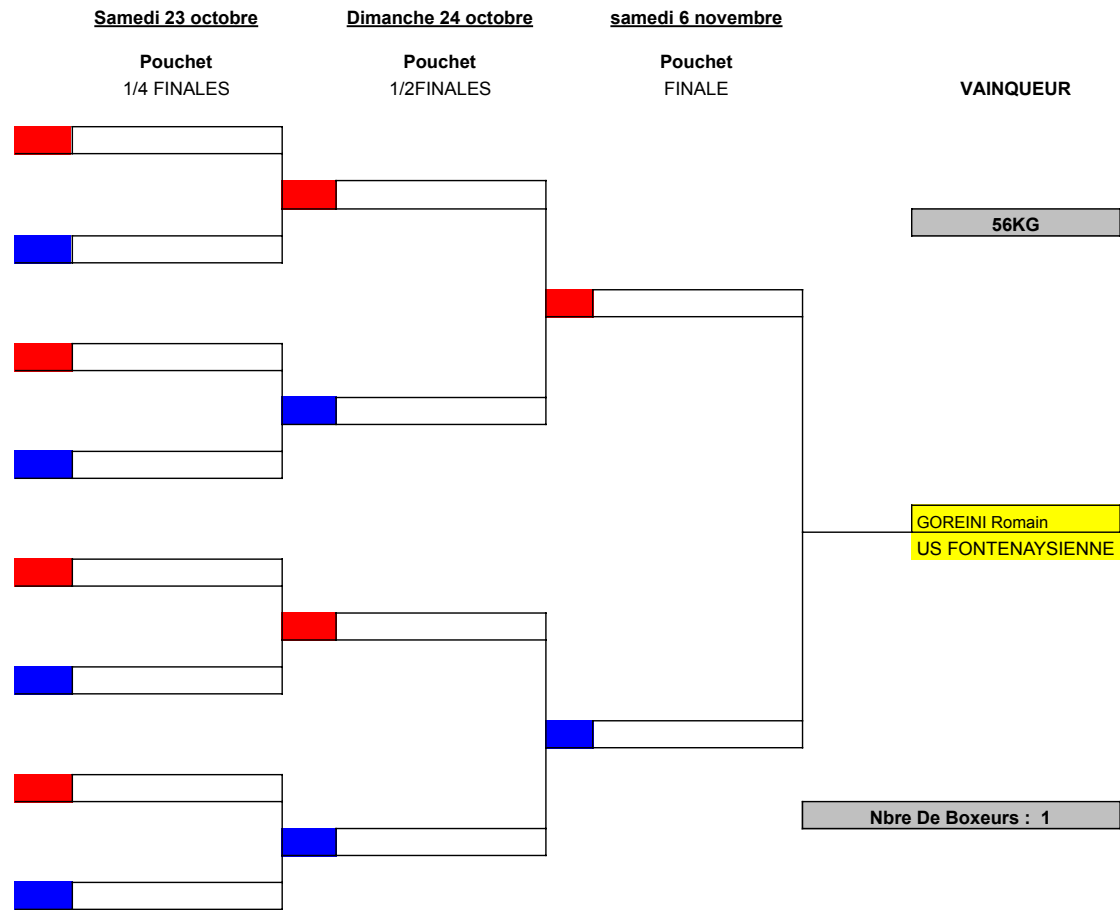 Samedi 23 octobre Dimanche 24 octobre samedi 6 novembre
Pouchet Pouchet Pouchet
1/4 FINALES 1/2FINALES FINALE VAINQUEUR
56KG
GOREINI Romain
US FONTENAYSIENNE
Nbre De Boxeurs : 1